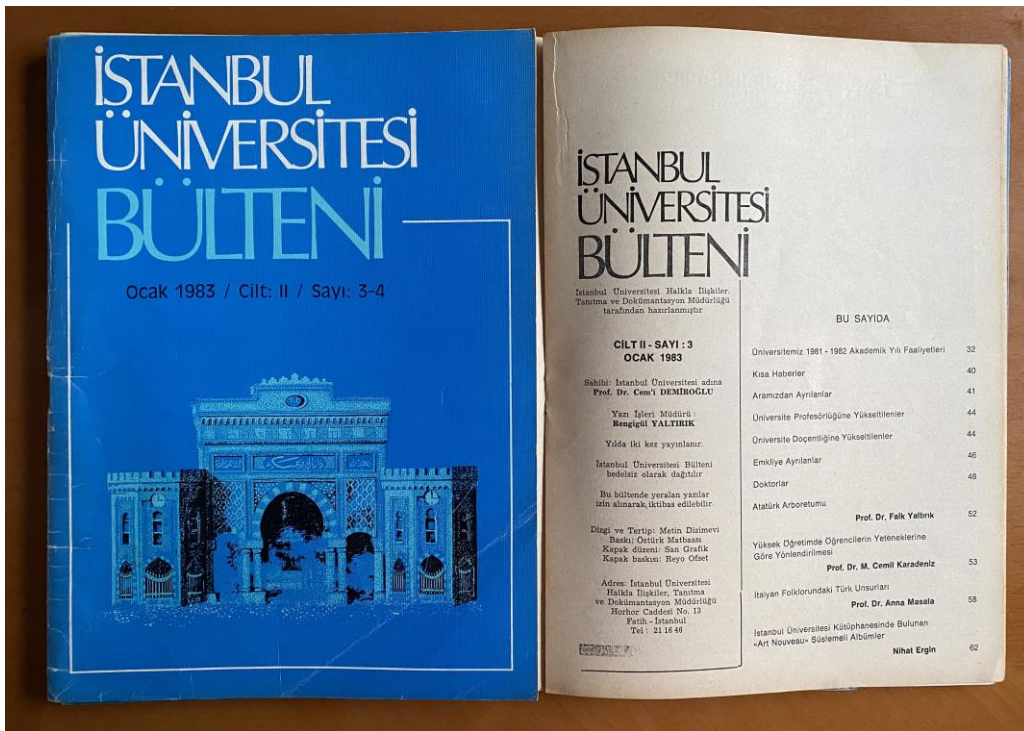 İSTANBUL
ÜNİVERSİTESİ
BÜLTENİ
Ocak 1983 / Cilt: II / Sayı: 3-4
İSTANBUL
ÜNİVERSİTESİ
BÜLTENİ
İstanbul Üniversitesi Halkla İlişkiler,
Tanıtma ve Dokümantasyon Müdürlüğü
tarafından hazırlanmıştır
CİLT II - SAYI : 3
OCAK 1983
Sahibi: İstanbul Üniversitesi adına
Prof. Dr. Cem'i DEMİROĞLU
Yazı İşleri Müdürü :
Bengigül YALTIRIK
Yılda iki kez yayınlanır.
İstanbul Üniversitesi Bülteni
bedelsiz olarak dağıtılır
Bu bültende yeralan yazılar
izin alınarak, iktibas edilebilir.
Dizgi ve Tertip: Metin Dizimevi
Baskı: Öztürk Matbaası
Kapak düzeni: San Grafik
Kapak baskısı: Reyo Ofset
Adres: İstanbul Üniversitesi
Halkla İlişkiler, Tanıtma
ve Dokümantasyon Müdürlüğü
Horhor Caddesi No. 13
Fatih - İstanbul
Tel : 21 16 46
BU SAYIDA
Üniversitemiz 1981 - 1982 Akademik Yılı Faaliyetleri 32
Kısa Haberler 40
Aramızdan Ayrılanlar 41
Üniversite Profesörlüğüne Yükseltilenler 44
Üniversite Doçentliğine Yükseltilenler 44
Emkliye Ayrılanlar 46
Doktorlar 48
Atatürk Arboretumu
Prof. Dr. Faik Yaltırık 52
Yüksek Öğretimde Öğrencilerin Yeteneklerine
Göre Yönlendirilmesi
Prof. Dr. M. Cemil Karadeniz 53
İtalyan Folklorundaki Türk Unsurları
Prof. Dr. Anna Masala 58
İstanbul Üniversitesi Kütüphanesinde Bulunan
«Art Nouveau» Süslemeli Albümler
Nihat Ergin 62